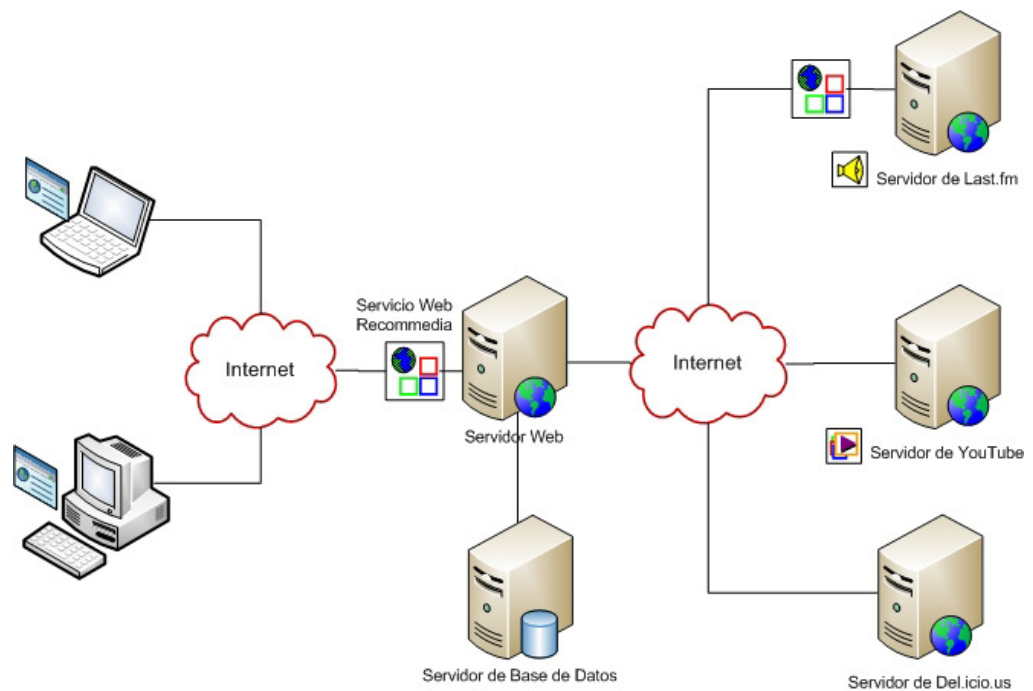 Servidor de Last.fm
Servicio Web
Recommedia
Internet
Internet
Servidor Web
Servidor de YouTube
Servidor de Base de Datos
Servidor de Del.icio.us